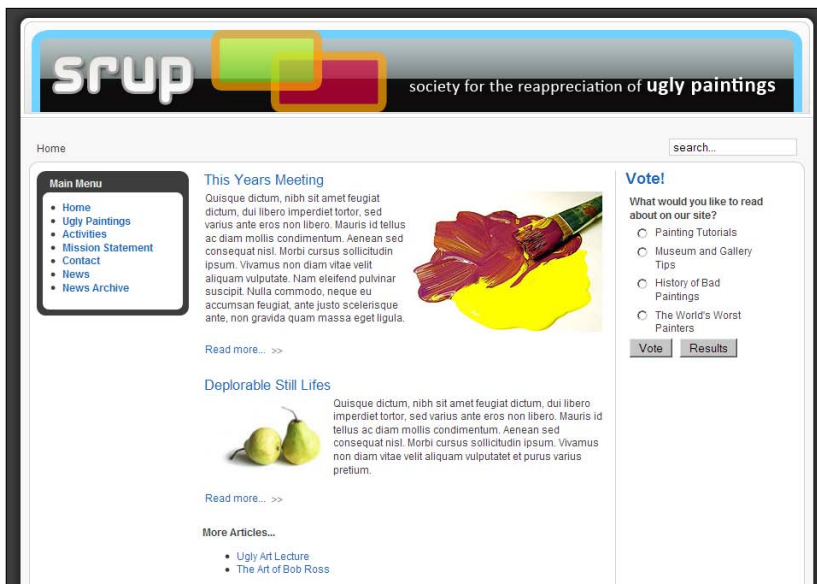 srup
society for the reappreciation of ugly paintings
Home
search...
Main Menu
Home
Ugly Paintings
Activities
Mission Statement
Contact
News
News Archive
This Years Meeting
Quisque dictum, nibh sit amet feugiat
dictum, dui libero imperdiet tortor, sed
varius ante eros non libero. Mauris id tellus
ac diam mollis condimentum. Aenean sed
consequat nisl. Morbi cursus sollicitudin
ipsum. Vivamus non diam vitae velit
aliquam vulputate. Nam eleifend pulvinar
suscipit. Nulla commodo, neque eu
accumsan feugiat, ante justo scelerisque
ante, non gravida quam massa eget ligula.
Read more... >>
Deplorable Still Lifes
Quisque dictum, nibh sit amet feugiat dictum, dui libero
imperdiet tortor, sed varius ante eros non libero. Mauris id
tellus ac diam mollis condimentum. Aenean sed
consequat nisl. Morbi cursus sollicitudin ipsum. Vivamus
non diam vitae velit aliquam vulputatet et purus varius
pretium.
Read more... >>
More Articles...
Ugly Art Lecture
The Art of Bob Ross
Vote!
What would you like to read
about on our site?
Painting Tutorials
Museum and Gallery
Tips
History of Bad
Paintings
The World's Worst
Painters
Vote Results